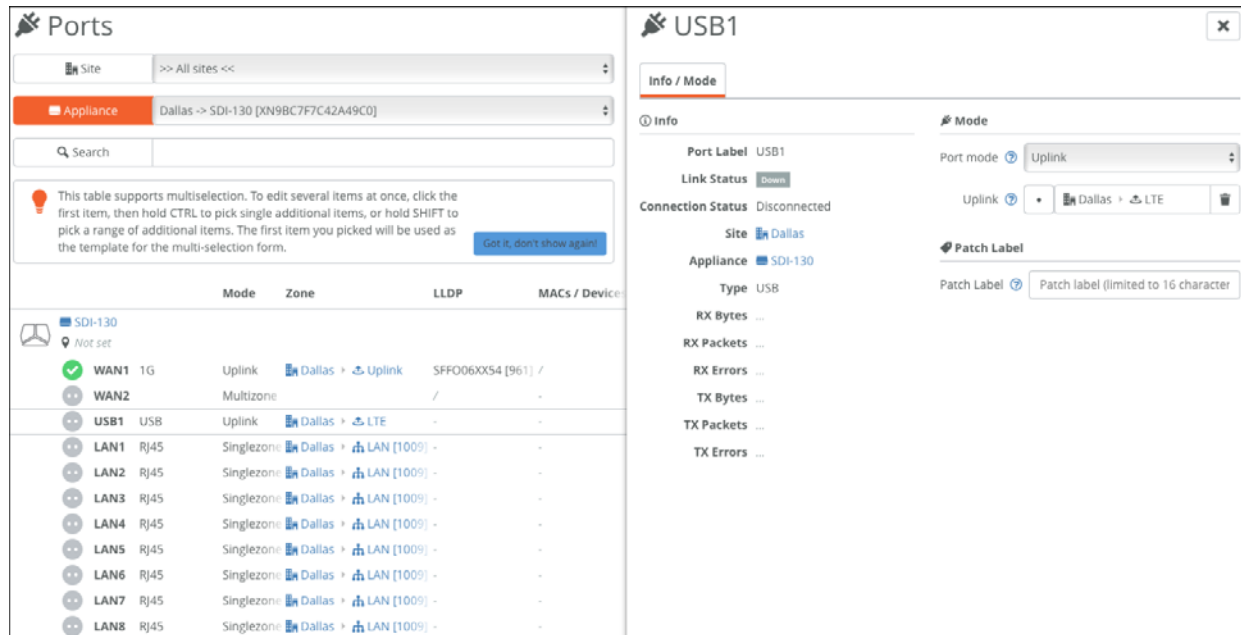 Ports
Site >> All sites <<
Appliance Dallas -> SDI-130 [XN9BC7F7C42A49C0]
Search
This table supports multiselection. To edit several items at once, click the
first item, then hold CTRL to pick single additional items, or hold SHIFT to
pick a range of additional items. The first item you picked will be used as
the template for the multi-selection form.
Got it, don't show again!
Mode Zone LLDP MACs / Devices
SDI-130
Not set
WAN1 1G Uplink Dallas Uplink SFFO06XX54 [961] /
WAN2 Multizone / -
USB1 USB Uplink Dallas LTE - -
LAN1 RJ45 Singlezone Dallas LAN [1009] - -
LAN2 RJ45 Singlezone Dallas LAN [1009] - -
LAN3 RJ45 Singlezone Dallas LAN [1009] - -
LAN4 RJ45 Singlezone Dallas LAN [1009] - -
LAN5 RJ45 Singlezone Dallas LAN [1009] - -
LAN6 RJ45 Singlezone Dallas LAN [1009] - -
LAN7 RJ45 Singlezone Dallas LAN [1009] - -
LAN8 RJ45 Singlezone Dallas LAN [1009] - -
USB1
Info / Mode
Info
Port Label USB1
Link Status Down
Connection Status Disconnected
Site Dallas
Appliance SDI-130
Type USB
RX Bytes ...
RX Packets ...
RX Errors ...
TX Bytes ...
TX Packets ...
TX Errors ...
Mode
Port mode Uplink
Uplink Dallas LTE
Patch Label
Patch Label Patch label (limited to 16 character